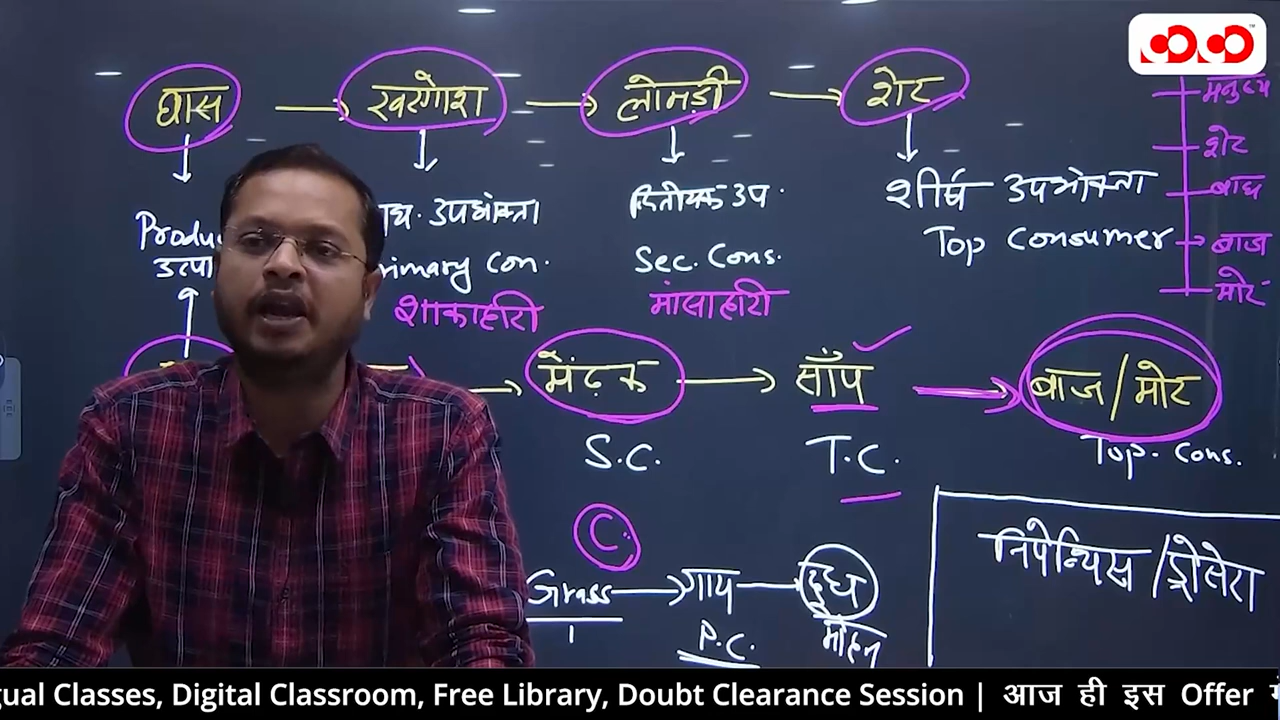 घास → खरगोश → लोमड़ी → शेर
मनुष्य
शेर
बाघ
बाज
मोर
उपभोक्ता
द्वितीयक उप.
शीर्ष उपभोक्ता
Produ
rimary con.
Sec. Cons.
Top Consumer
उत्पा
शाकाहारी
मांसाहारी
→ मेंढ़क → साँप → बाज/मोर
S.C.
T.C.
Top. Cons.
C.
निपेन्थिस/ड्रोसेरा
Grass → गाय → दूध
1
P.C.
मोहन
gual Classes, Digital Classroom, Free Library, Doubt Clearance Session | आज ही इस Offer